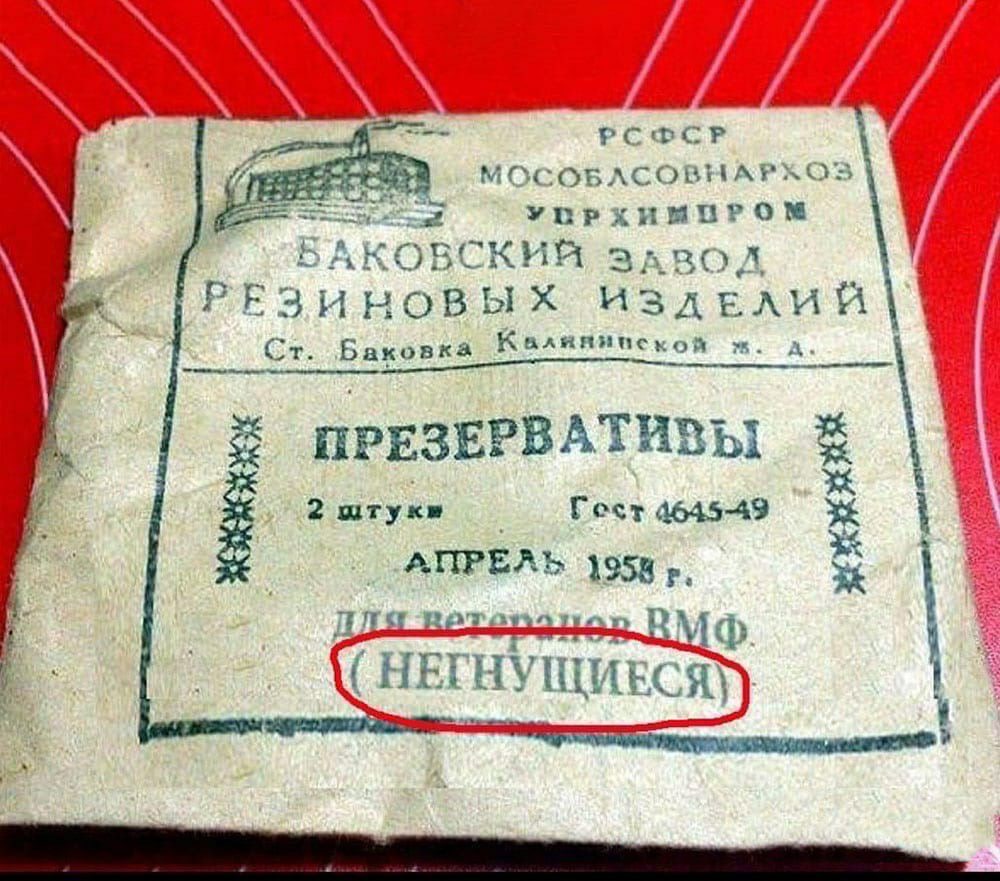 РСФСР
МОСОБЛСОВНАРХОЗ
УПРХИМПРОМ
БАКОВСКИЙ ЗАВОД
РЕЗИНОВЫХ ИЗДЕЛИЙ
Ст. Баковка Калининской ж. д.
ПРЕЗЕРВАТИВЫ
2 штуки Гост 4645-49
АПРЕЛЬ 1958 г.
для ветеранов ВМФ
(НЕГНУЩИЕСЯ)